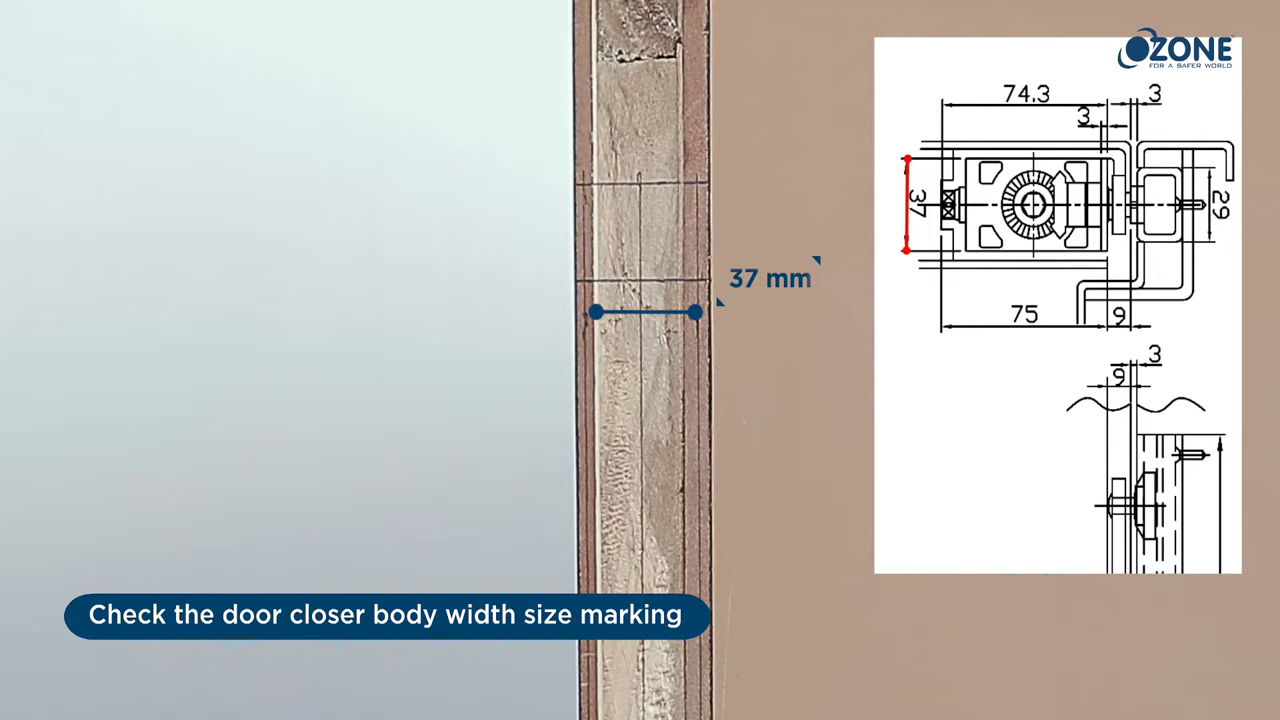 OZONE
FOR A SAFER WORLD
74.3
3
3
37
29
37 mm
75
9
3
9
Check the door closer body width size marking